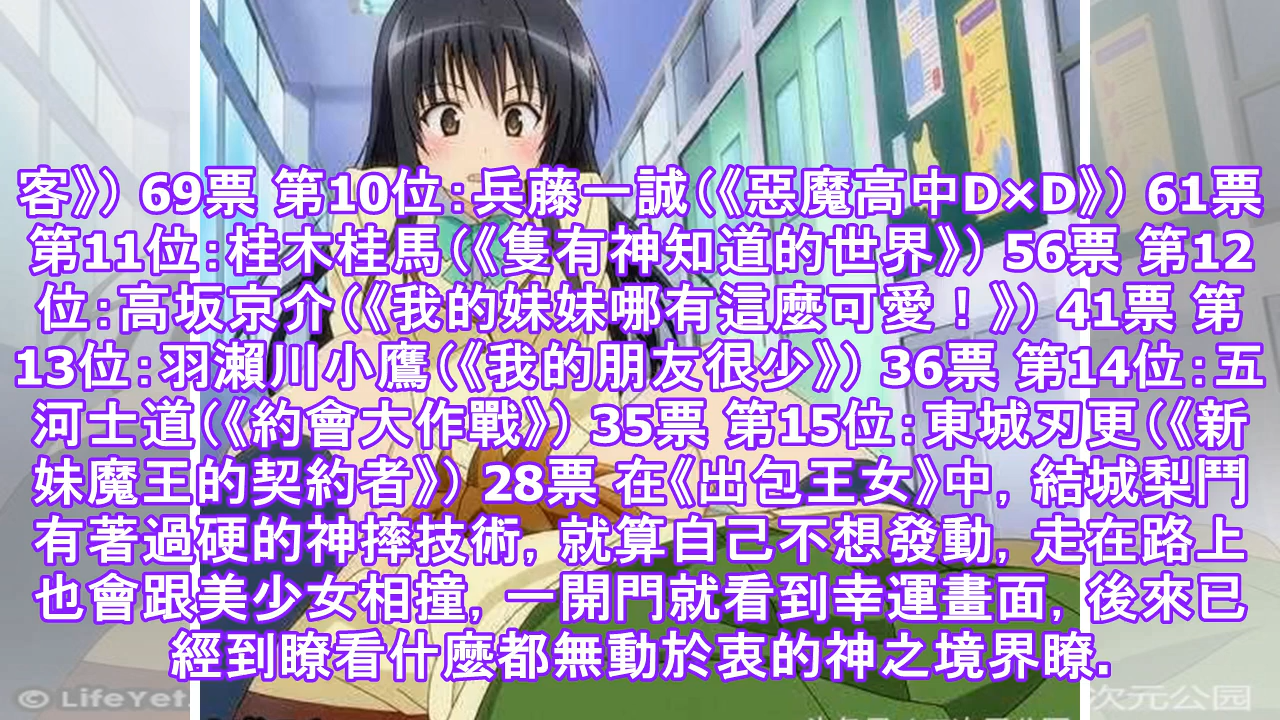 客》) 69票 第10位:兵藤一誠(《惡魔高中D×D》) 61票
第11位:桂木桂馬(《隻有神知道的世界》) 56票 第12
位:高坂京介(《我的妹妹哪有這麼可愛！》) 41票 第
13位:羽瀨川小鷹(《我的朋友很少》) 36票 第14位:五
河士道(《約會大作戰》) 35票 第15位:東城刃更(《新
妹魔王的契約者》) 28票 在《出包王女》中, 結城梨鬥
有著過硬的神摔技術, 就算自己不想發動, 走在路上
也會跟美少女相撞, 一開門就看到幸運畫面, 後來已
經到瞭看什麼都無動於衷的神之境界瞭.
© LifeYet
次元公园